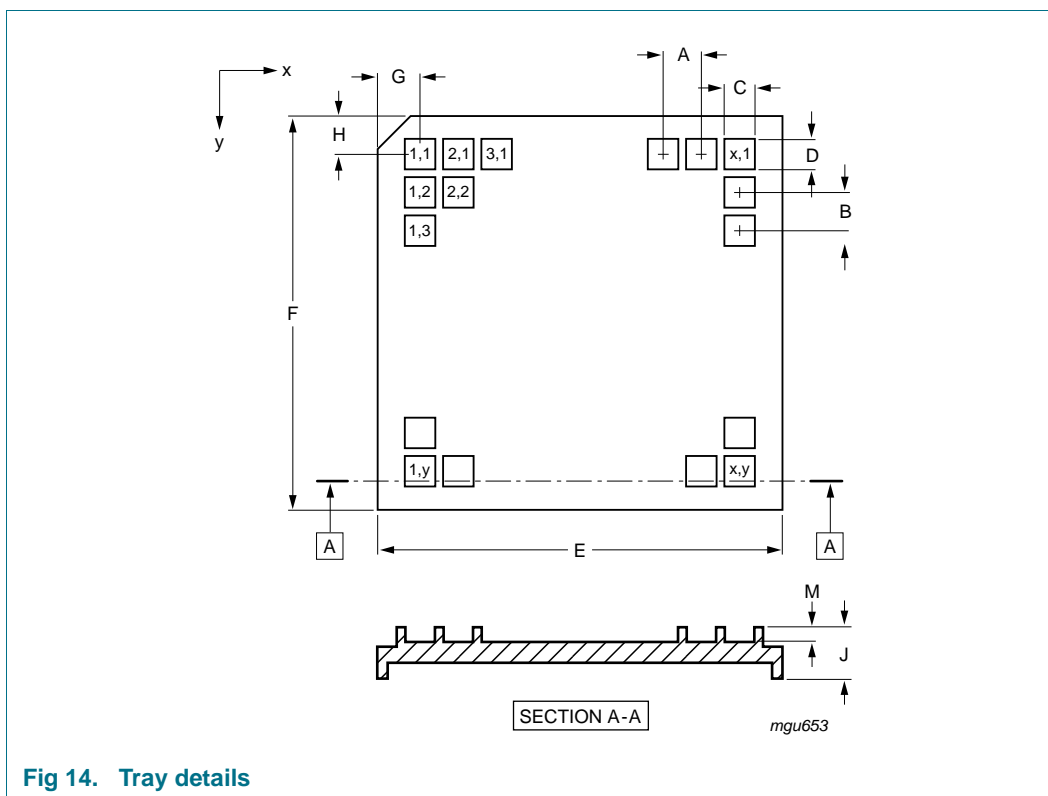 x
y
G
A
C
H
1,1 2,1 3,1 x,1
D
1,2 2,2
B
1,3
F
1,y x,y
A A
E
M
J
SECTION A-A
mgu653
Fig 14. Tray details